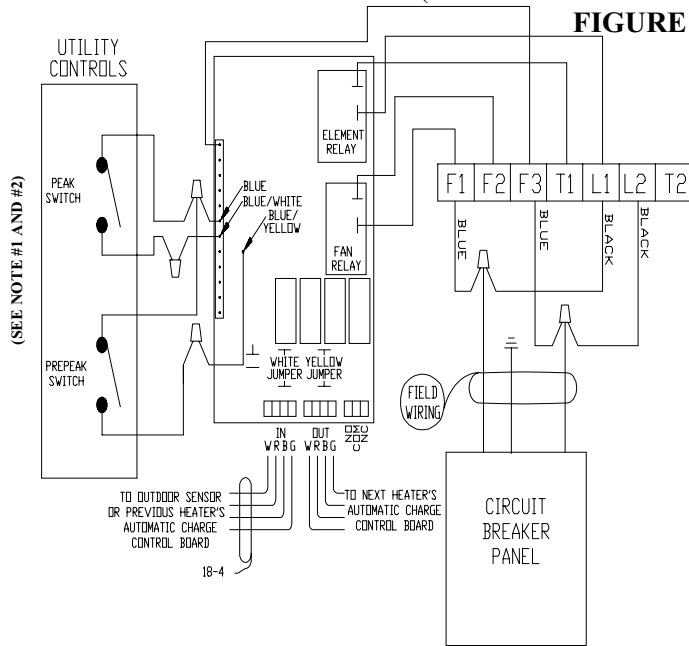 FIGURE
UTILITY
CONTROLS
(SEE NOTE #1 AND #2)
PEAK
SWITCH
PREPEAK
SWITCH
BLUE
BLUE/WHITE
BLUE/
YELLOW
ELEMENT
RELAY
FAN
RELAY
WHITE
JUMPER
YELLOW
JUMPER
IN
W R B G
OUT
W R B G
NO
COM
NC
F1 F2 F3 T1 L1 L2 T2
BLUE
BLUE
BLACK
BLACK
FIELD
WIRING
CIRCUIT
BREAKER
PANEL
TO OUTDOOR SENSOR
OR PREVIOUS HEATER'S
AUTOMATIC CHARGE
CONTROL BOARD
18-4
TO NEXT HEATER'S
AUTOMATIC CHARGE
CONTROL BOARD